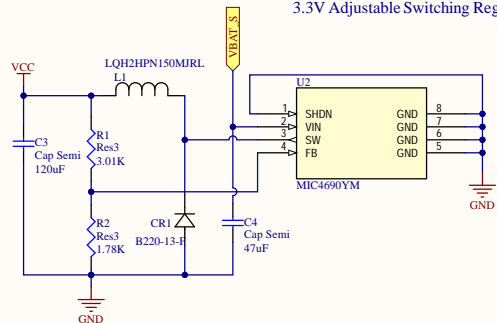 3.3V Adjustable Switching Reg
VBAT_S
LQH2HPN150MJRL
VCC
L1
U2
1 SHDN GND 8
2 VIN GND 7
3 SW GND 6
4 FB GND 5
MIC4690YM
C3
Cap Semi
120uF
R1
Res3
3.01K
R2
Res3
1.78K
CR1
B220-13-F
C4
Cap Semi
47uF
GND
GND